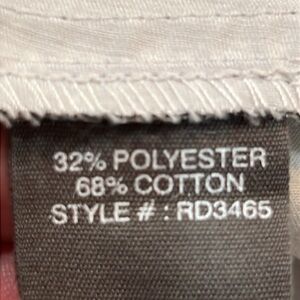 32% POLYESTER
68% COTTON
STYLE # : RD3465